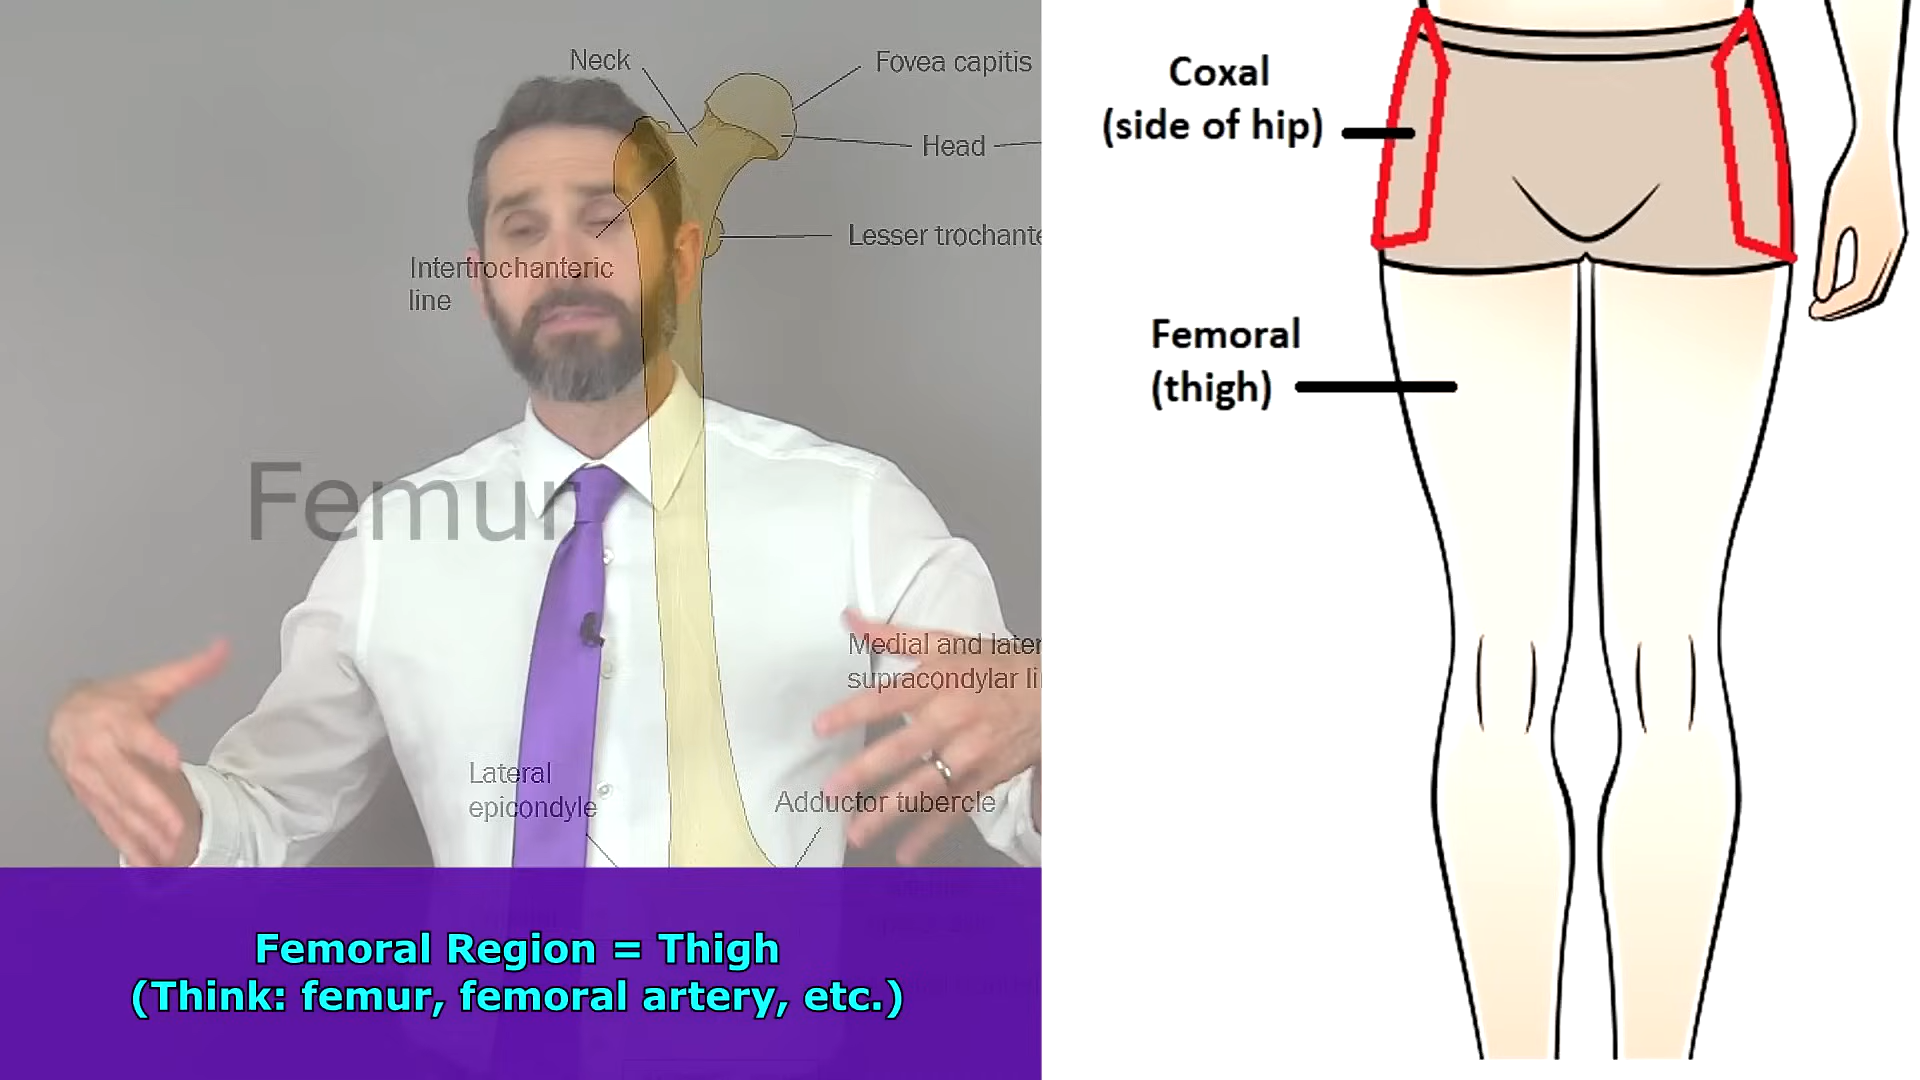 Neck
Fovea capitis
Head
Lesser trochante
Intertrochanteric
line
Femur
Medial and later
supracondylar li
Lateral
epicondyle
Adductor tubercle
Femoral Region = Thigh
(Think: femur, femoral artery, etc.)
Coxal
(side of hip)
Femoral
(thigh)